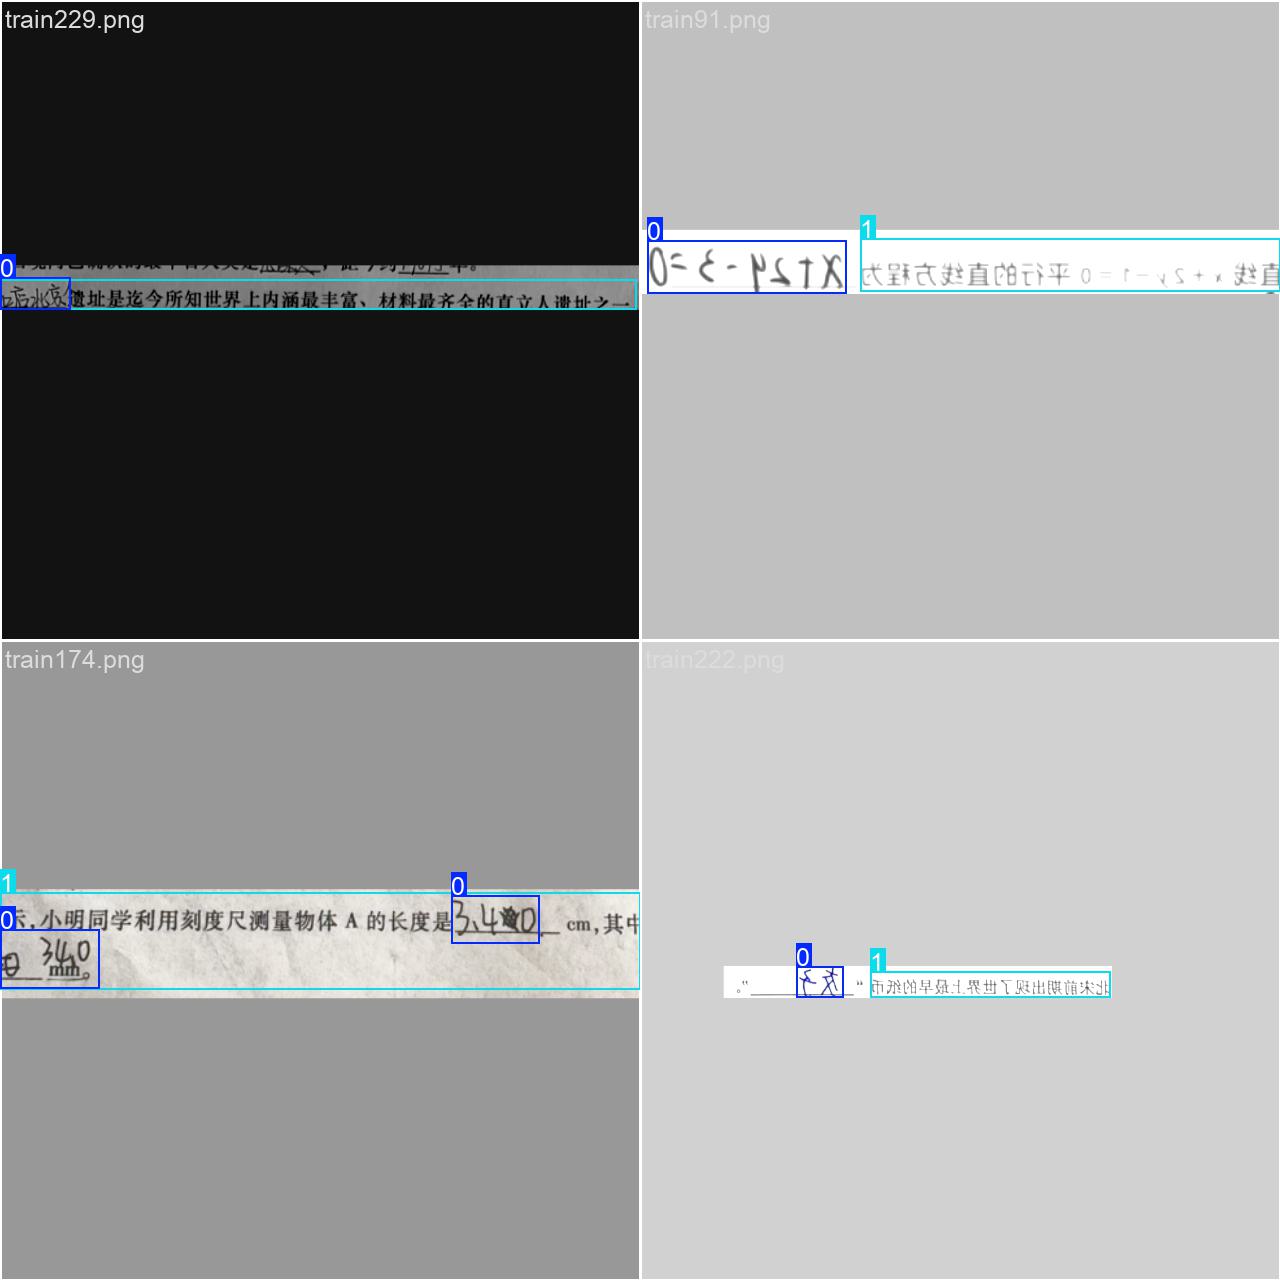 train229.png
0
遗址是迄今所知世界上内涵最丰富、材料最齐全的直立人遗址之一
train91.png
0
x+2y-3=0
1
直线 x+2y-1=0 平行的直线方程为
train174.png
1
示,小明同学利用刻度尺测量物体 A 的长度是 3.4 0 cm,其中
0
0
34.0
mm。
train222.png
0
1
北宋前期出现了世界上最早的纸币“交子”。